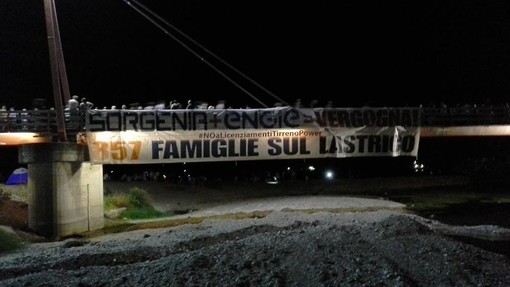 SORGENIA+ENGIE=VERGOGNA!
#NOaLicenziamentiTirrenoPower
357 FAMIGLIE SUL LASTRICO